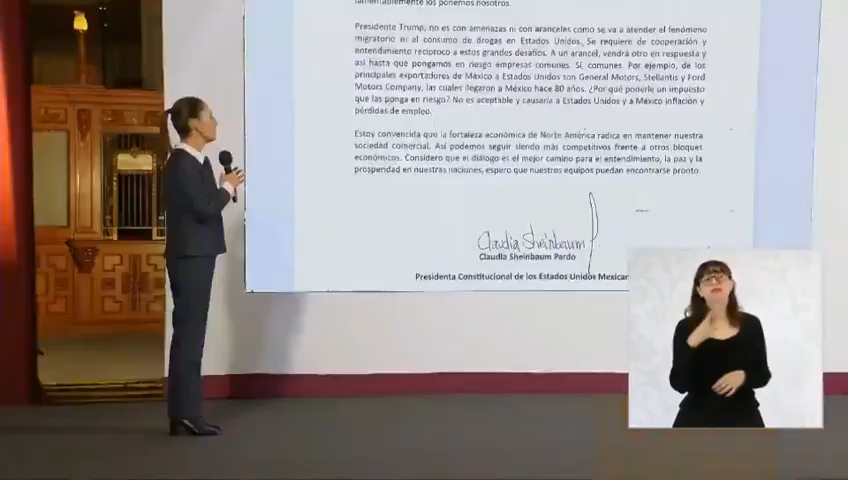 lamentablemente los ponemos nosotros.
Presidente Trump, no es con amenazas ni con aranceles como se va a atender el fenómeno
migratorio ni el consumo de drogas en Estados Unidos. Se requiere de cooperación y
entendimiento recíproco a estos grandes desafíos. A un arancel, vendrá otro en respuesta y
así hasta que pongamos en riesgo empresas comunes. Sí, comunes. Por ejemplo, de los
principales exportadores de México a Estados Unidos son General Motors, Stellantis y Ford
Motors Company, las cuales llegaron a México hace 80 años. ¿Por qué ponerle un impuesto
que las ponga en riesgo? No es aceptable y causaría a Estados Unidos y a México inflación y
pérdidas de empleo.
Estoy convencida que la fortaleza económica de Norte América radica en mantener nuestra
sociedad comercial. Así podemos seguir siendo más competitivos frente a otros bloques
económicos. Considero que el diálogo es el mejor camino para el entendimiento, la paz y la
prosperidad en nuestras naciones, espero que nuestros equipos puedan encontrarse pronto.
Claudia Sheinbaum
Claudia Sheinbaum Pardo
Presidenta Constitucional de los Estados Unidos Mexican